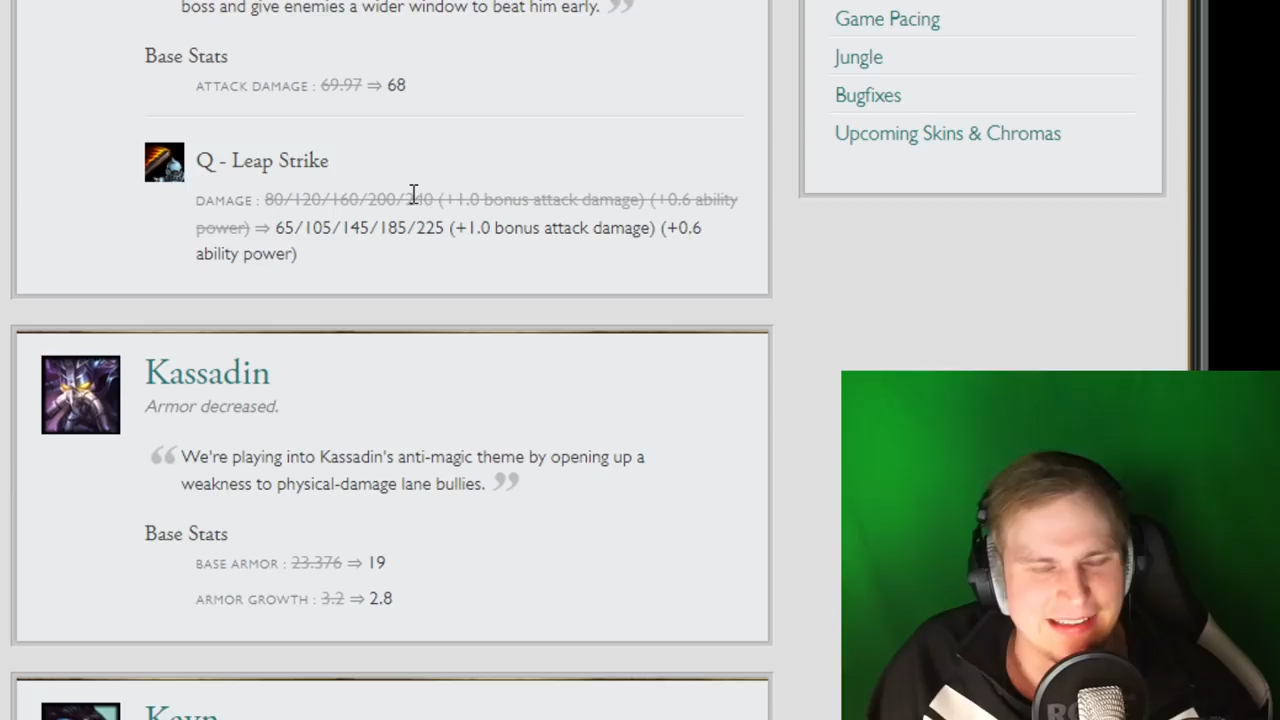 boss and give enemies a wider window to beat him early.
Base Stats
ATTACK DAMAGE : 69.97 ⇒ 68
Q - Leap Strike
DAMAGE : 80/120/160/200/240 (+1.0 bonus attack damage) (+0.6 ability
power) ⇒ 65/105/145/185/225 (+1.0 bonus attack damage) (+0.6
ability power)
Kassadin
Armor decreased.
We're playing into Kassadin's anti-magic theme by opening up a
weakness to physical-damage lane bullies.
Base Stats
BASE ARMOR : 23.376 ⇒ 19
ARMOR GROWTH : 3.2 ⇒ 2.8
Kayn
Game Pacing
Jungle
Bugfixes
Upcoming Skins & Chromas